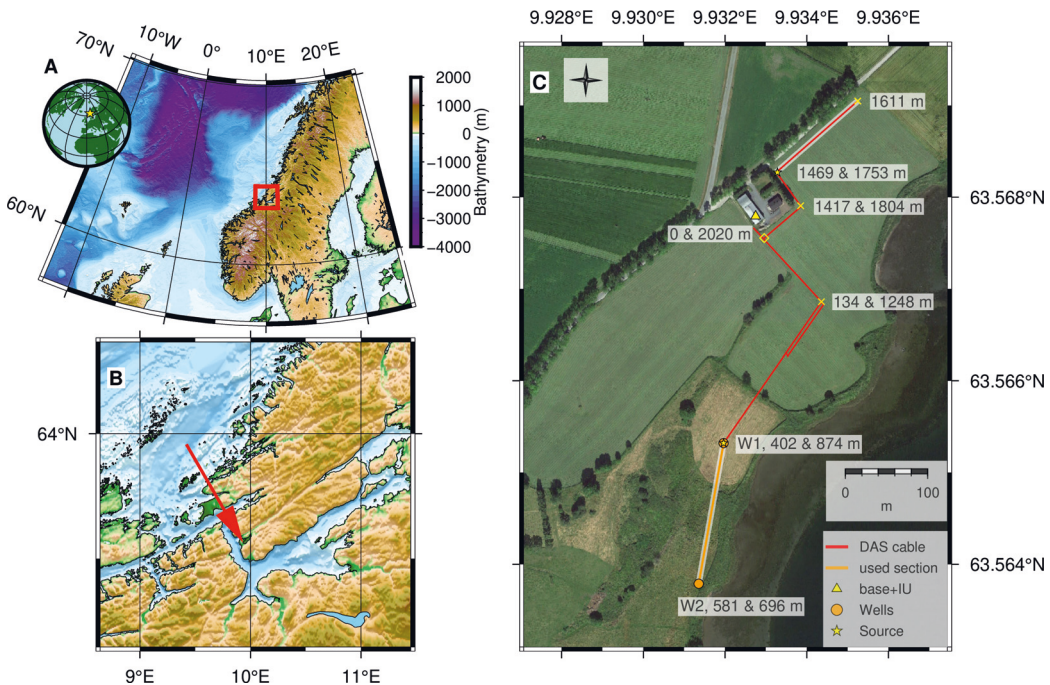 A
10°W
0°
10°E
20°E
70°N
60°N
2000
1000
0
−1000
−2000
−3000
−4000
Bathymetry (m)
B
64°N
9°E
10°E
11°E
9.928°E
9.930°E
9.932°E
9.934°E
9.936°E
C
1611 m
1469 & 1753 m
1417 & 1804 m
0 & 2020 m
134 & 1248 m
W1, 402 & 874 m
W2, 581 & 696 m
63.568°N
63.566°N
63.564°N
0
100
m
DAS cable
used section
base+IU
Wells
Source